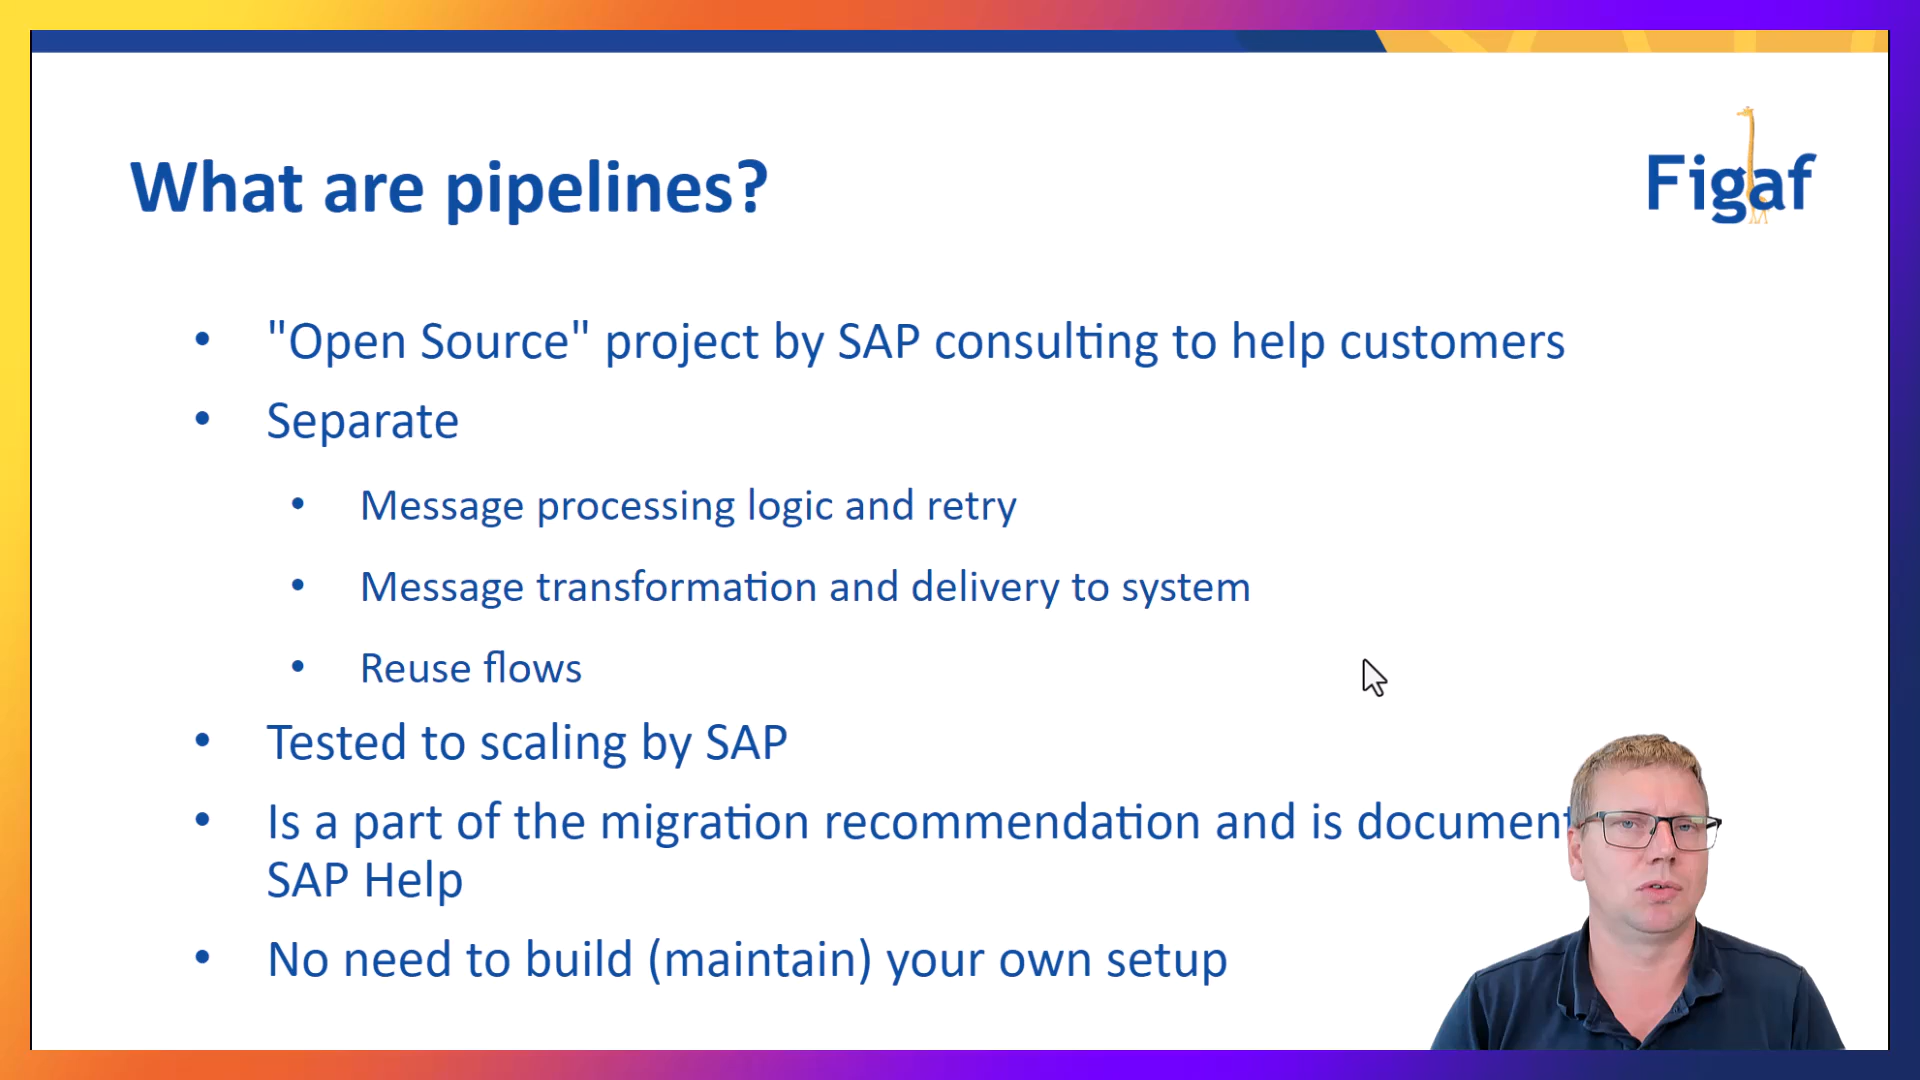 What are pipelines?
Figaf
• "Open Source" project by SAP consulting to help customers
• Separate
• Message processing logic and retry
• Message transformation and delivery to system
• Reuse flows
• Tested to scaling by SAP
• Is a part of the migration recommendation and is document
SAP Help
• No need to build (maintain) your own setup